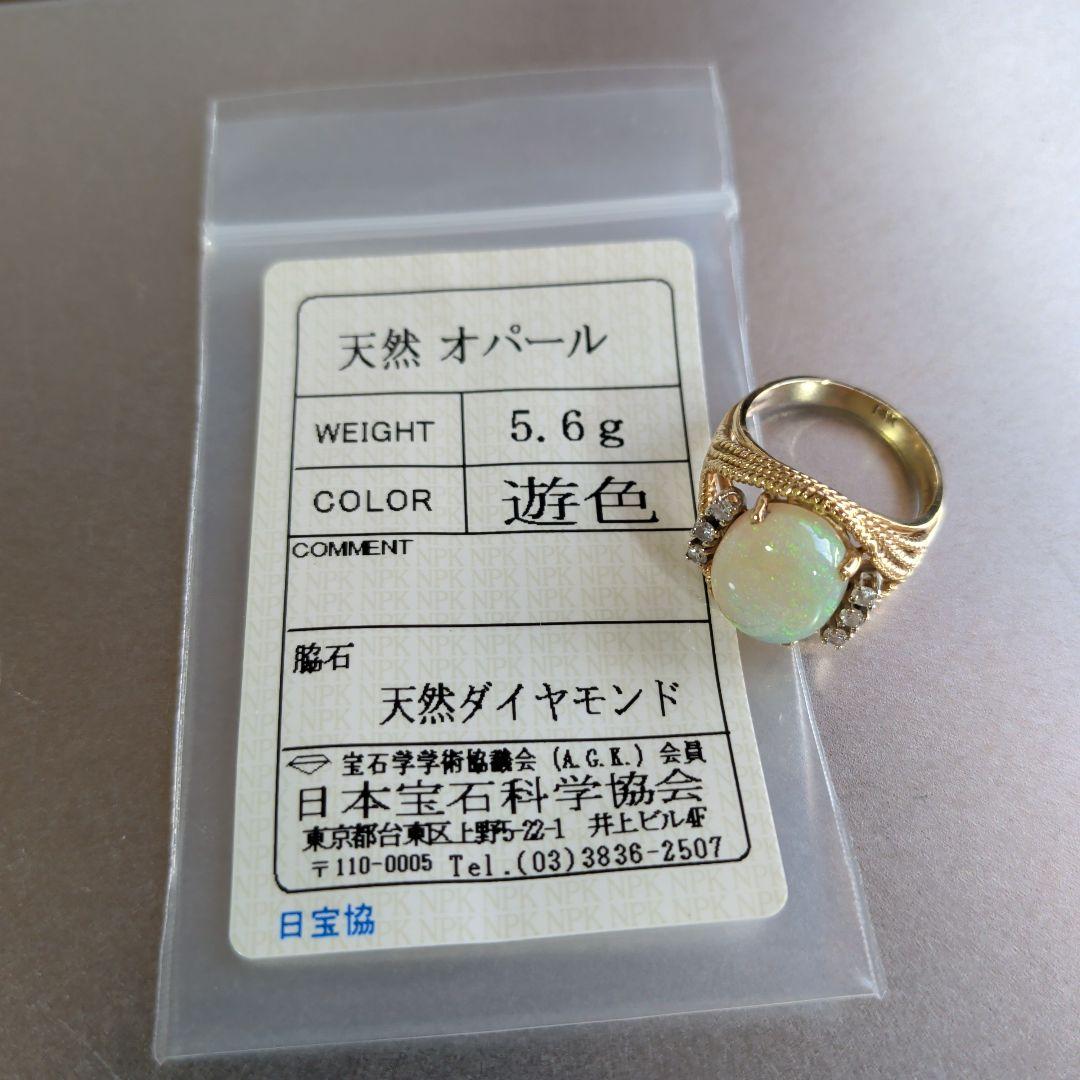 天然 オパール
WEIGHT 5.6g
COLOR 遊色
COMMENT
脇石
天然ダイヤモンド
宝石学学術協議会 (A.G.K.) 会員
日本宝石科学協会
東京都台東区上野5-22-1 井上ビル4F
〒110-0005 Tel.(03)3836-2507
日宝協